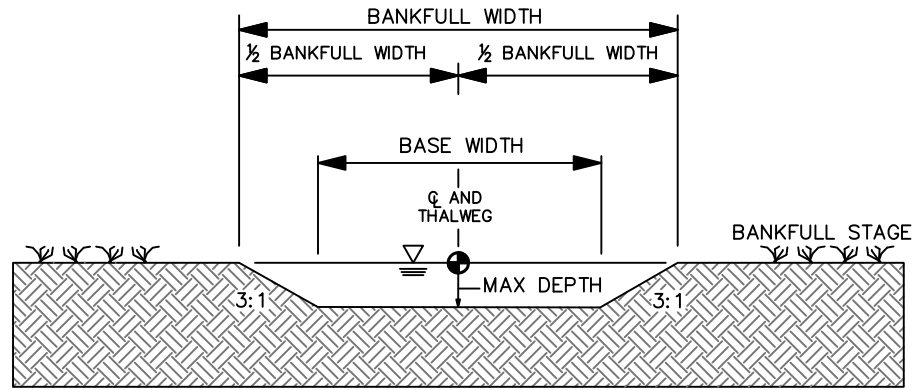 BANKFULL WIDTH
½ BANKFULL WIDTH
½ BANKFULL WIDTH
BASE WIDTH
℄ AND
THALWEG
BANKFULL STAGE
MAX DEPTH
3:1
3:1